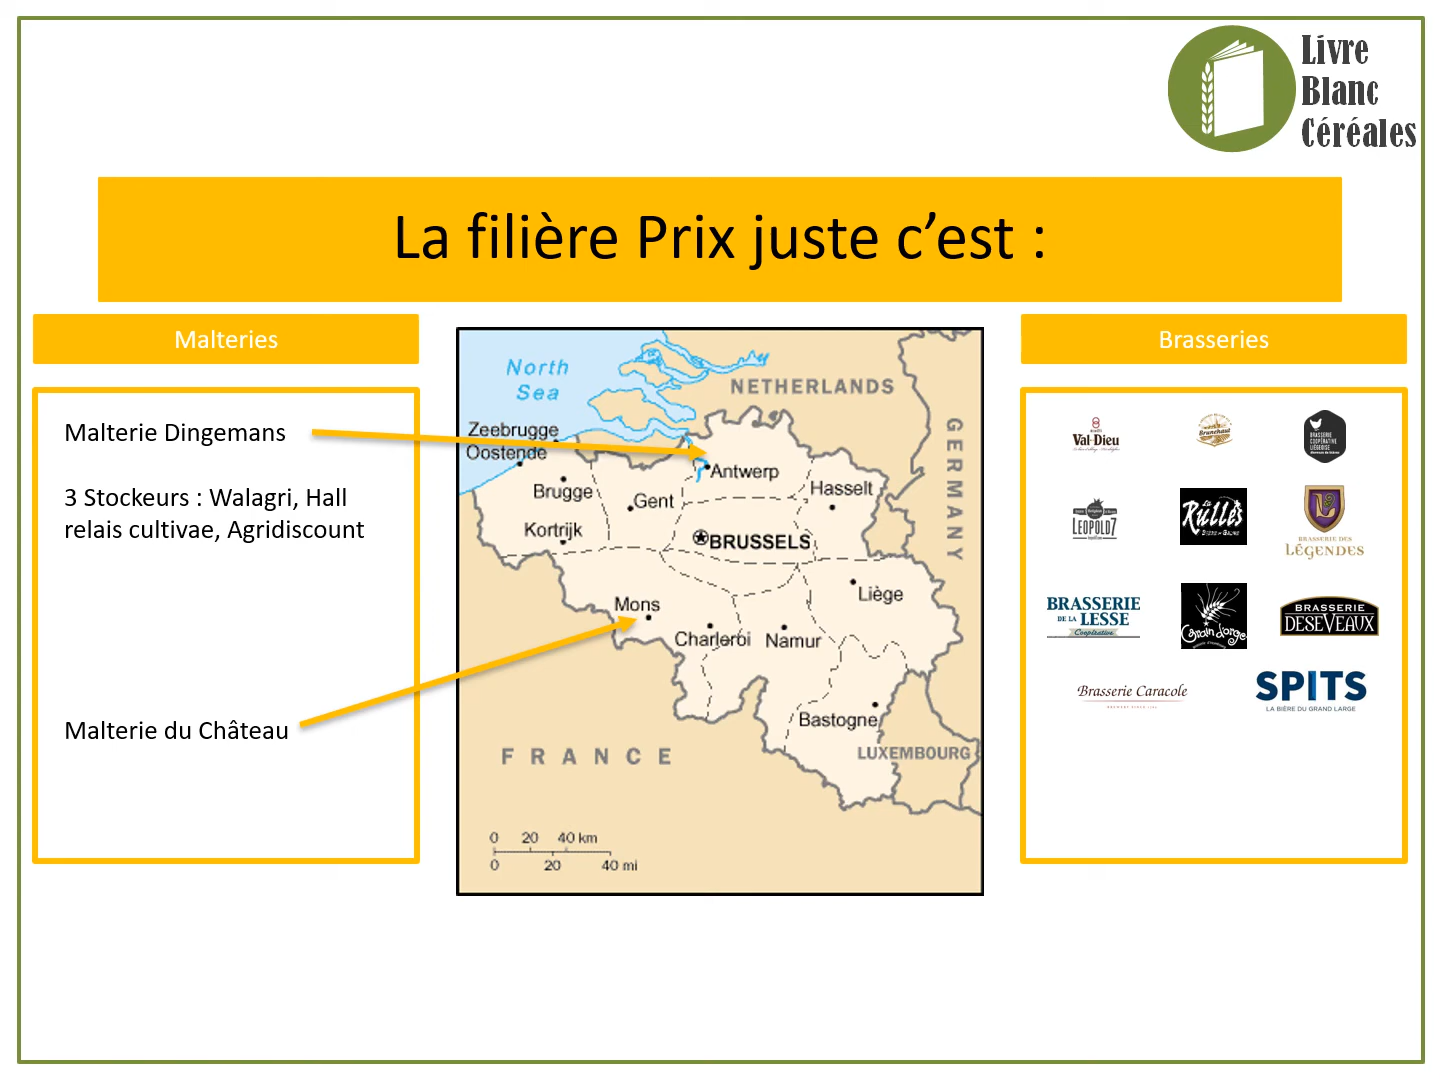 Livre
Blanc
Céréales
La filière Prix juste c’est :
Malteries
Malterie Dingemans
3 Stockeurs : Walagri, Hall
relais cultivae, Agridiscount
Malterie du Château
North
Sea
NETHERLANDS
GERMANY
Zeebrugge
Oostende
Antwerp
Brugge
Gent
Hasselt
Kortrijk
BRUSSELS
Mons
Liège
Charleroi
Namur
Bastogne
LUXEMBOURG
FRANCE
0 20 40 km
0 20 40 mi
Brasseries
Val-Dieu
Brunehaut
BRASSERIE
COOPÉRATIVE
LIÉGEOISE
LEOPOLD7
La
Rulles
BRASSERIE DES
LÉGENDES
BRASSERIE
DE LA LESSE
Coopérative
Grain d'orge
BRASSERIE
DESEVEAUX
Brasserie Caracole
SPITS
LA BIÈRE DU GRAND LARGE